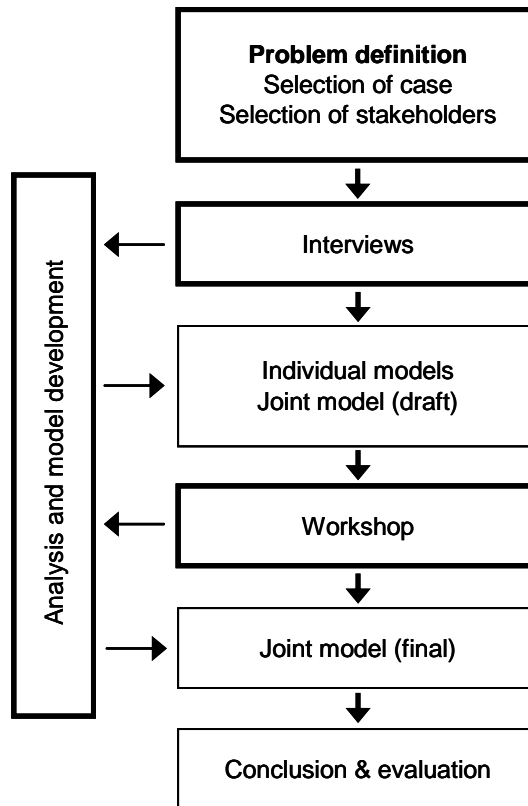 Problem definition
Selection of case
Selection of stakeholders
Interviews
Analysis and model development
Individual models
Joint model (draft)
Workshop
Joint model (final)
Conclusion & evaluation